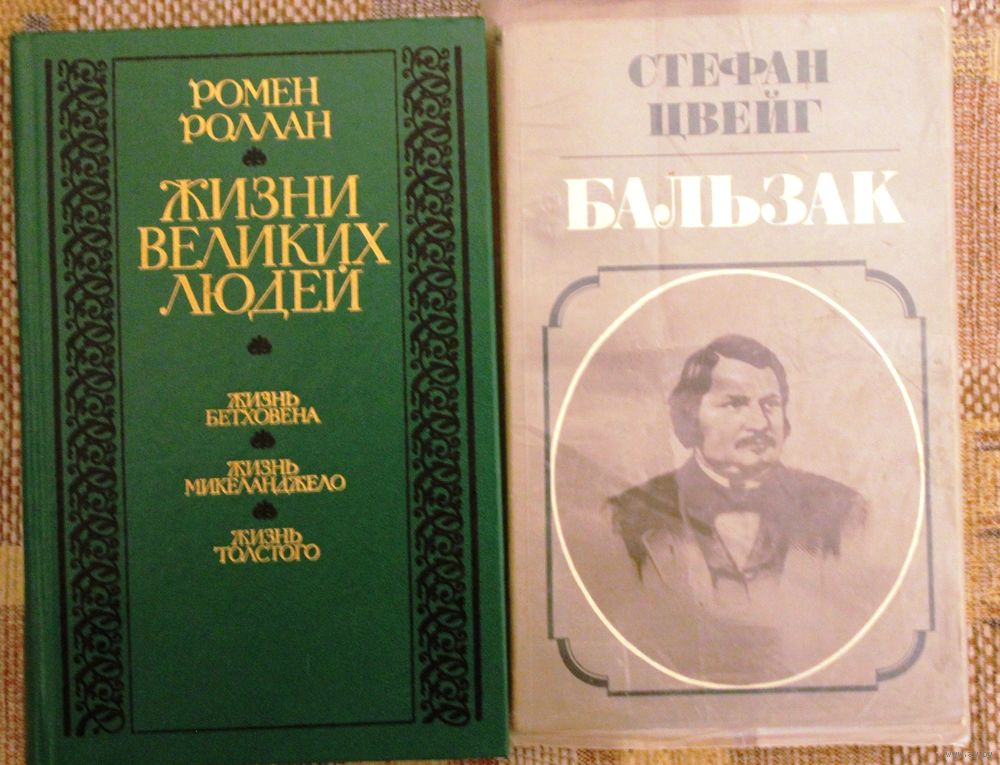 РОМЕН
РОЛЛАН
ЖИЗНИ
ВЕЛИКИХ
ЛЮДЕЙ
ЖИЗНЬ
БЕТХОВЕНА
ЖИЗНЬ
МИКЕЛАНДЖЕЛО
ЖИЗНЬ
ТОЛСТОГО
СТЕФАН
ЦВЕЙГ
БАЛЬЗАК